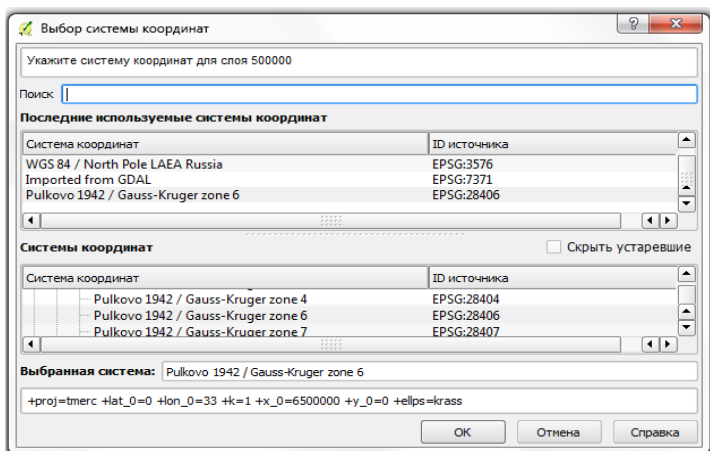 Выбор системы координат
Укажите систему координат для слоя 500000
Поиск
Последние используемые системы координат
Система координат ID источника
WGS 84 / North Pole LAEA Russia EPSG:3576
Imported from GDAL EPSG:7371
Pulkovo 1942 / Gauss-Kruger zone 6 EPSG:28406
Системы координат Скрыть устаревшие
Система координат ID источника
Pulkovo 1942 / Gauss-Kruger zone 4 EPSG:28404
Pulkovo 1942 / Gauss-Kruger zone 6 EPSG:28406
Pulkovo 1942 / Gauss-Kruger zone 7 EPSG:28407
Выбранная система: Pulkovo 1942 / Gauss-Kruger zone 6
+proj=tmerc +lat_0=0 +lon_0=33 +k=1 +x_0=6500000 +y_0=0 +ellps=krass
OK Отмена Справка